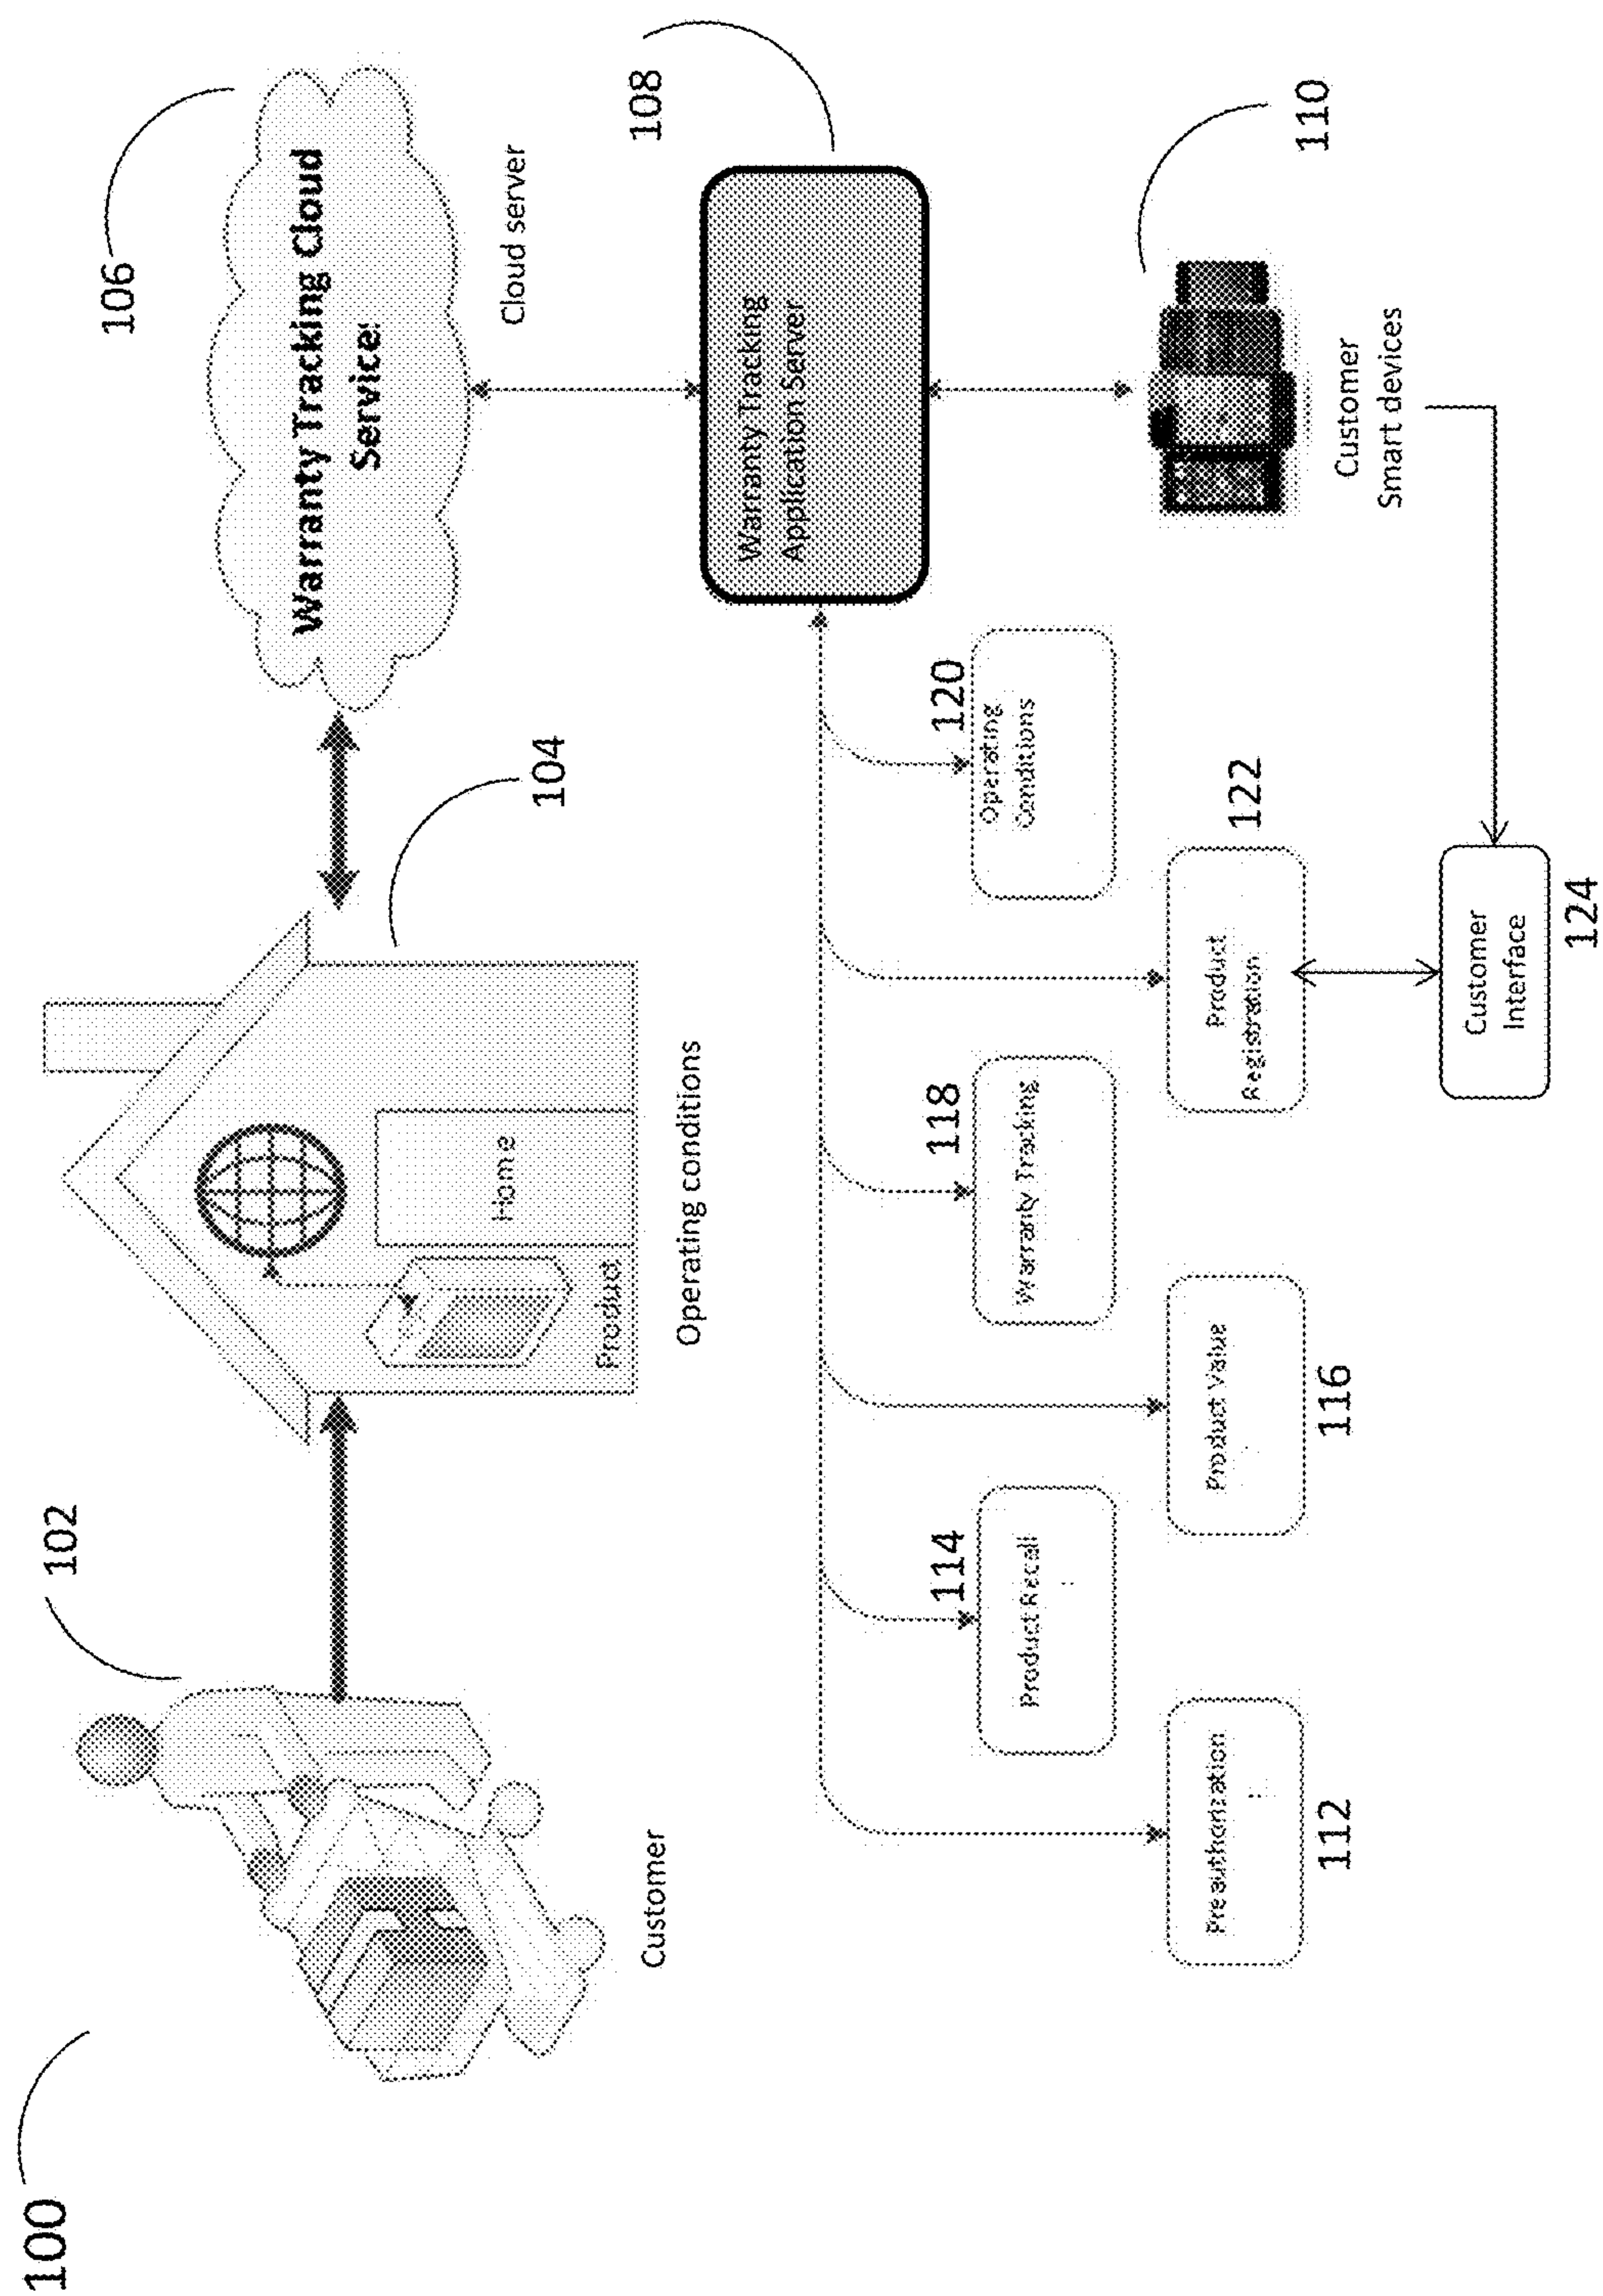 100
102
Customer
104
Home
Product
Operating conditions
106
Warranty Tracking Cloud
Service
Cloud server
108
Warranty Tracking
Application Server
110
Customer
Smart devices
Preauthorization
112
114
Product Recall
Product Value
116
118
Warranty Tracking
120
Operating
Conditions
122
Product
Registration
Customer
Interface
124